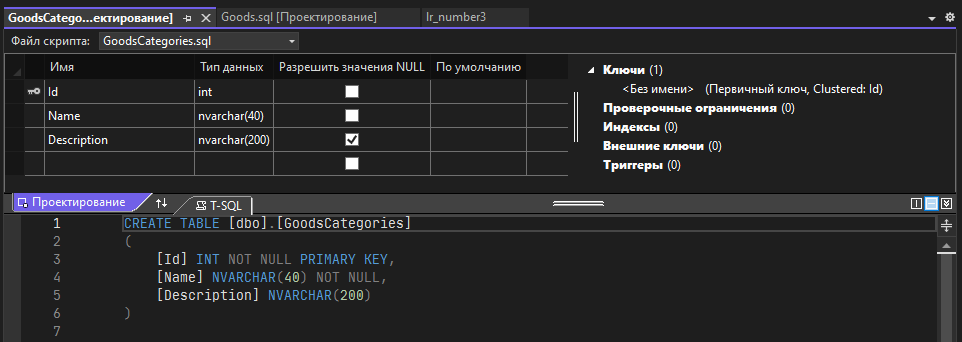 GoodsCatego...ектирование] Goods.sql [Проектирование] lr_number3
Файл скрипта: GoodsCategories.sql
Имя Тип данных Разрешить значения NULL По умолчанию
Id int
Name nvarchar(40)
Description nvarchar(200)
Ключи (1)
<Без имени> (Первичный ключ, Clustered: Id)
Проверочные ограничения (0)
Индексы (0)
Внешние ключи (0)
Триггеры (0)
Проектирование T-SQL
1 CREATE TABLE [dbo].[GoodsCategories]
2 (
3 [Id] INT NOT NULL PRIMARY KEY,
4 [Name] NVARCHAR(40) NOT NULL,
5 [Description] NVARCHAR(200)
6 )
7